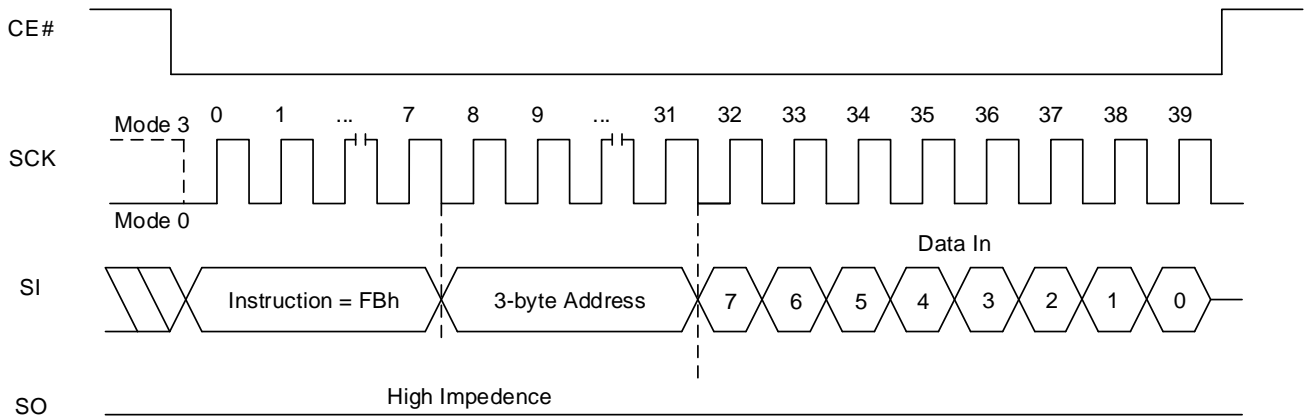 CE#
0 1 ... 7 8 9 ... 31 32 33 34 35 36 37 38 39
Mode 3
SCK
Mode 0
Data In
SI
Instruction = FBh 3-byte Address 7 6 5 4 3 2 1 0
High Impedence
SO